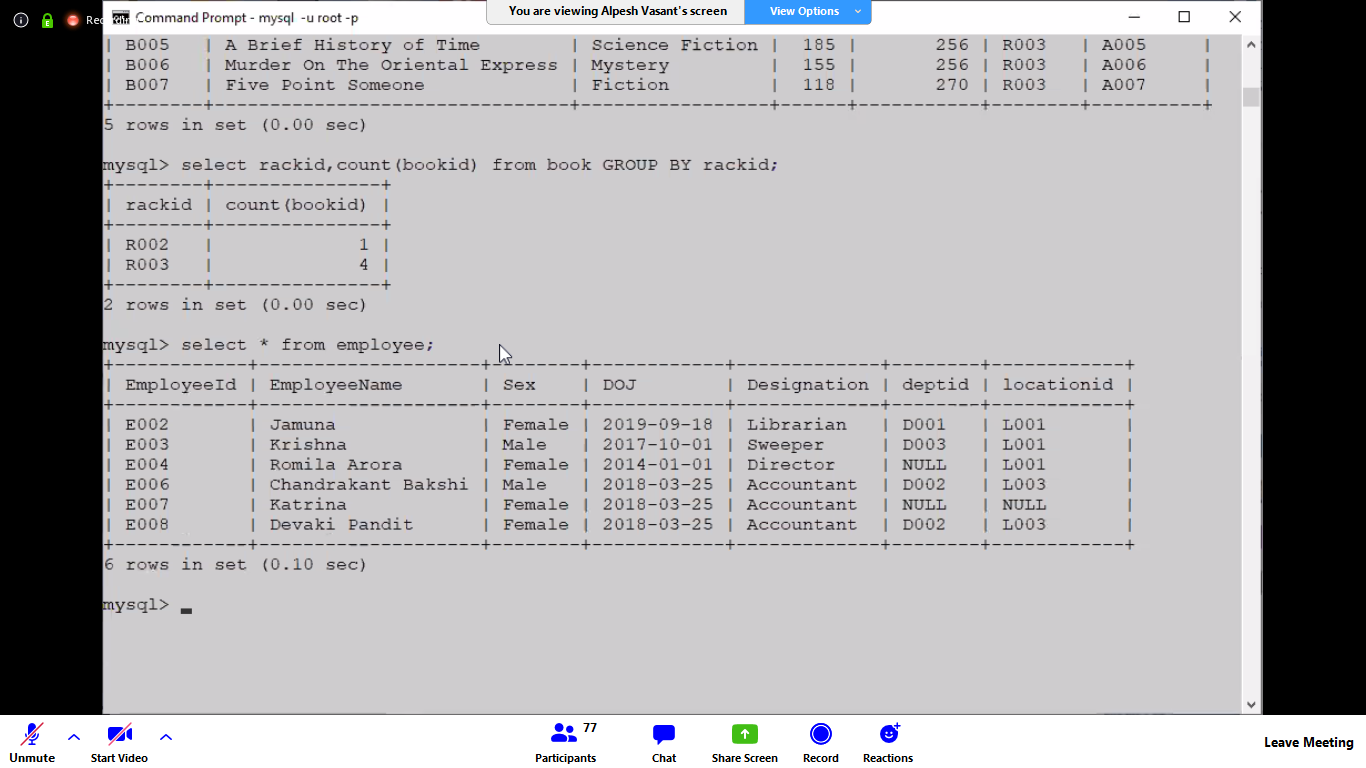 Command Prompt - mysql -u root -p
You are viewing Alpesh Vasant's screen View Options
| B005 | A Brief History of Time | Science Fiction | 185 | 256 | R003 | A005 |
| B006 | Murder On The Oriental Express | Mystery | 155 | 256 | R003 | A006 |
| B007 | Five Point Someone | Fiction | 118 | 270 | R003 | A007 |
5 rows in set (0.00 sec)
mysql> select rackid,count(bookid) from book GROUP BY rackid;
| rackid | count(bookid) |
| R002 | 1 |
| R003 | 4 |
2 rows in set (0.00 sec)
mysql> select * from employee;
| EmployeeId | EmployeeName | Sex | DOJ | Designation | deptid | locationid |
| E002 | Jamuna | Female | 2019-09-18 | Librarian | D001 | L001 |
| E003 | Krishna | Male | 2017-10-01 | Sweeper | D003 | L001 |
| E004 | Romila Arora | Female | 2014-01-01 | Director | NULL | L001 |
| E006 | Chandrakant Bakshi | Male | 2018-03-25 | Accountant | D002 | L003 |
| E007 | Katrina | Female | 2018-03-25 | Accountant | NULL | NULL |
| E008 | Devaki Pandit | Female | 2018-03-25 | Accountant | D002 | L003 |
6 rows in set (0.10 sec)
mysql>
77
Unmute Start Video Participants Chat Share Screen Record Reactions Leave Meeting